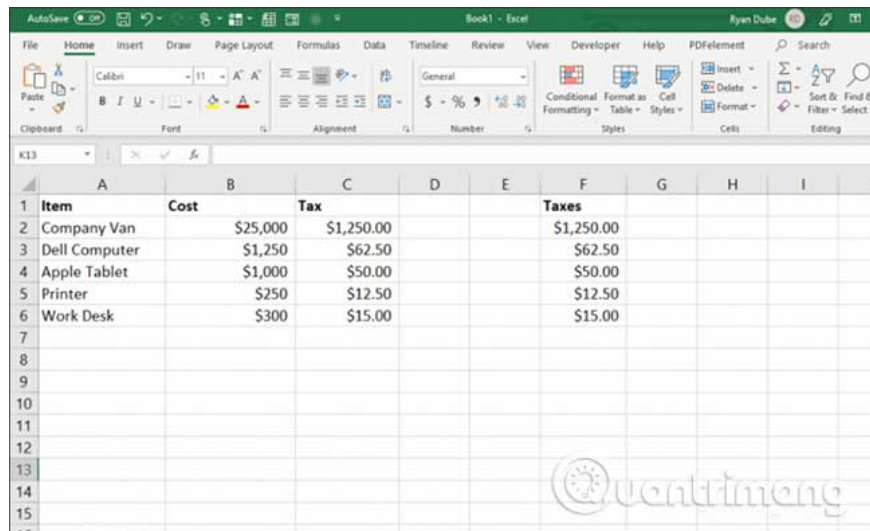 AutoSave Off Book1 - Excel Ryan Dube RD
File Home Insert Draw Page Layout Formulas Data Timeline Review View Developer Help PDFelement Search
Paste Calibri 11 A A General Conditional Formatting Format as Table Cell Styles Insert Delete Format Sort & Filter Find & Select
B I U A $ %
Clipboard Font Alignment Number Styles Cells Editing
K13 fx
A B C D E F G H I
1 Item Cost Tax Taxes
2 Company Van $25,000 $1,250.00 $1,250.00
3 Dell Computer $1,250 $62.50 $62.50
4 Apple Tablet $1,000 $50.00 $50.00
5 Printer $250 $12.50 $12.50
6 Work Desk $300 $15.00 $15.00
7
8
9
10
11
12
13
14
15
Quantrimang